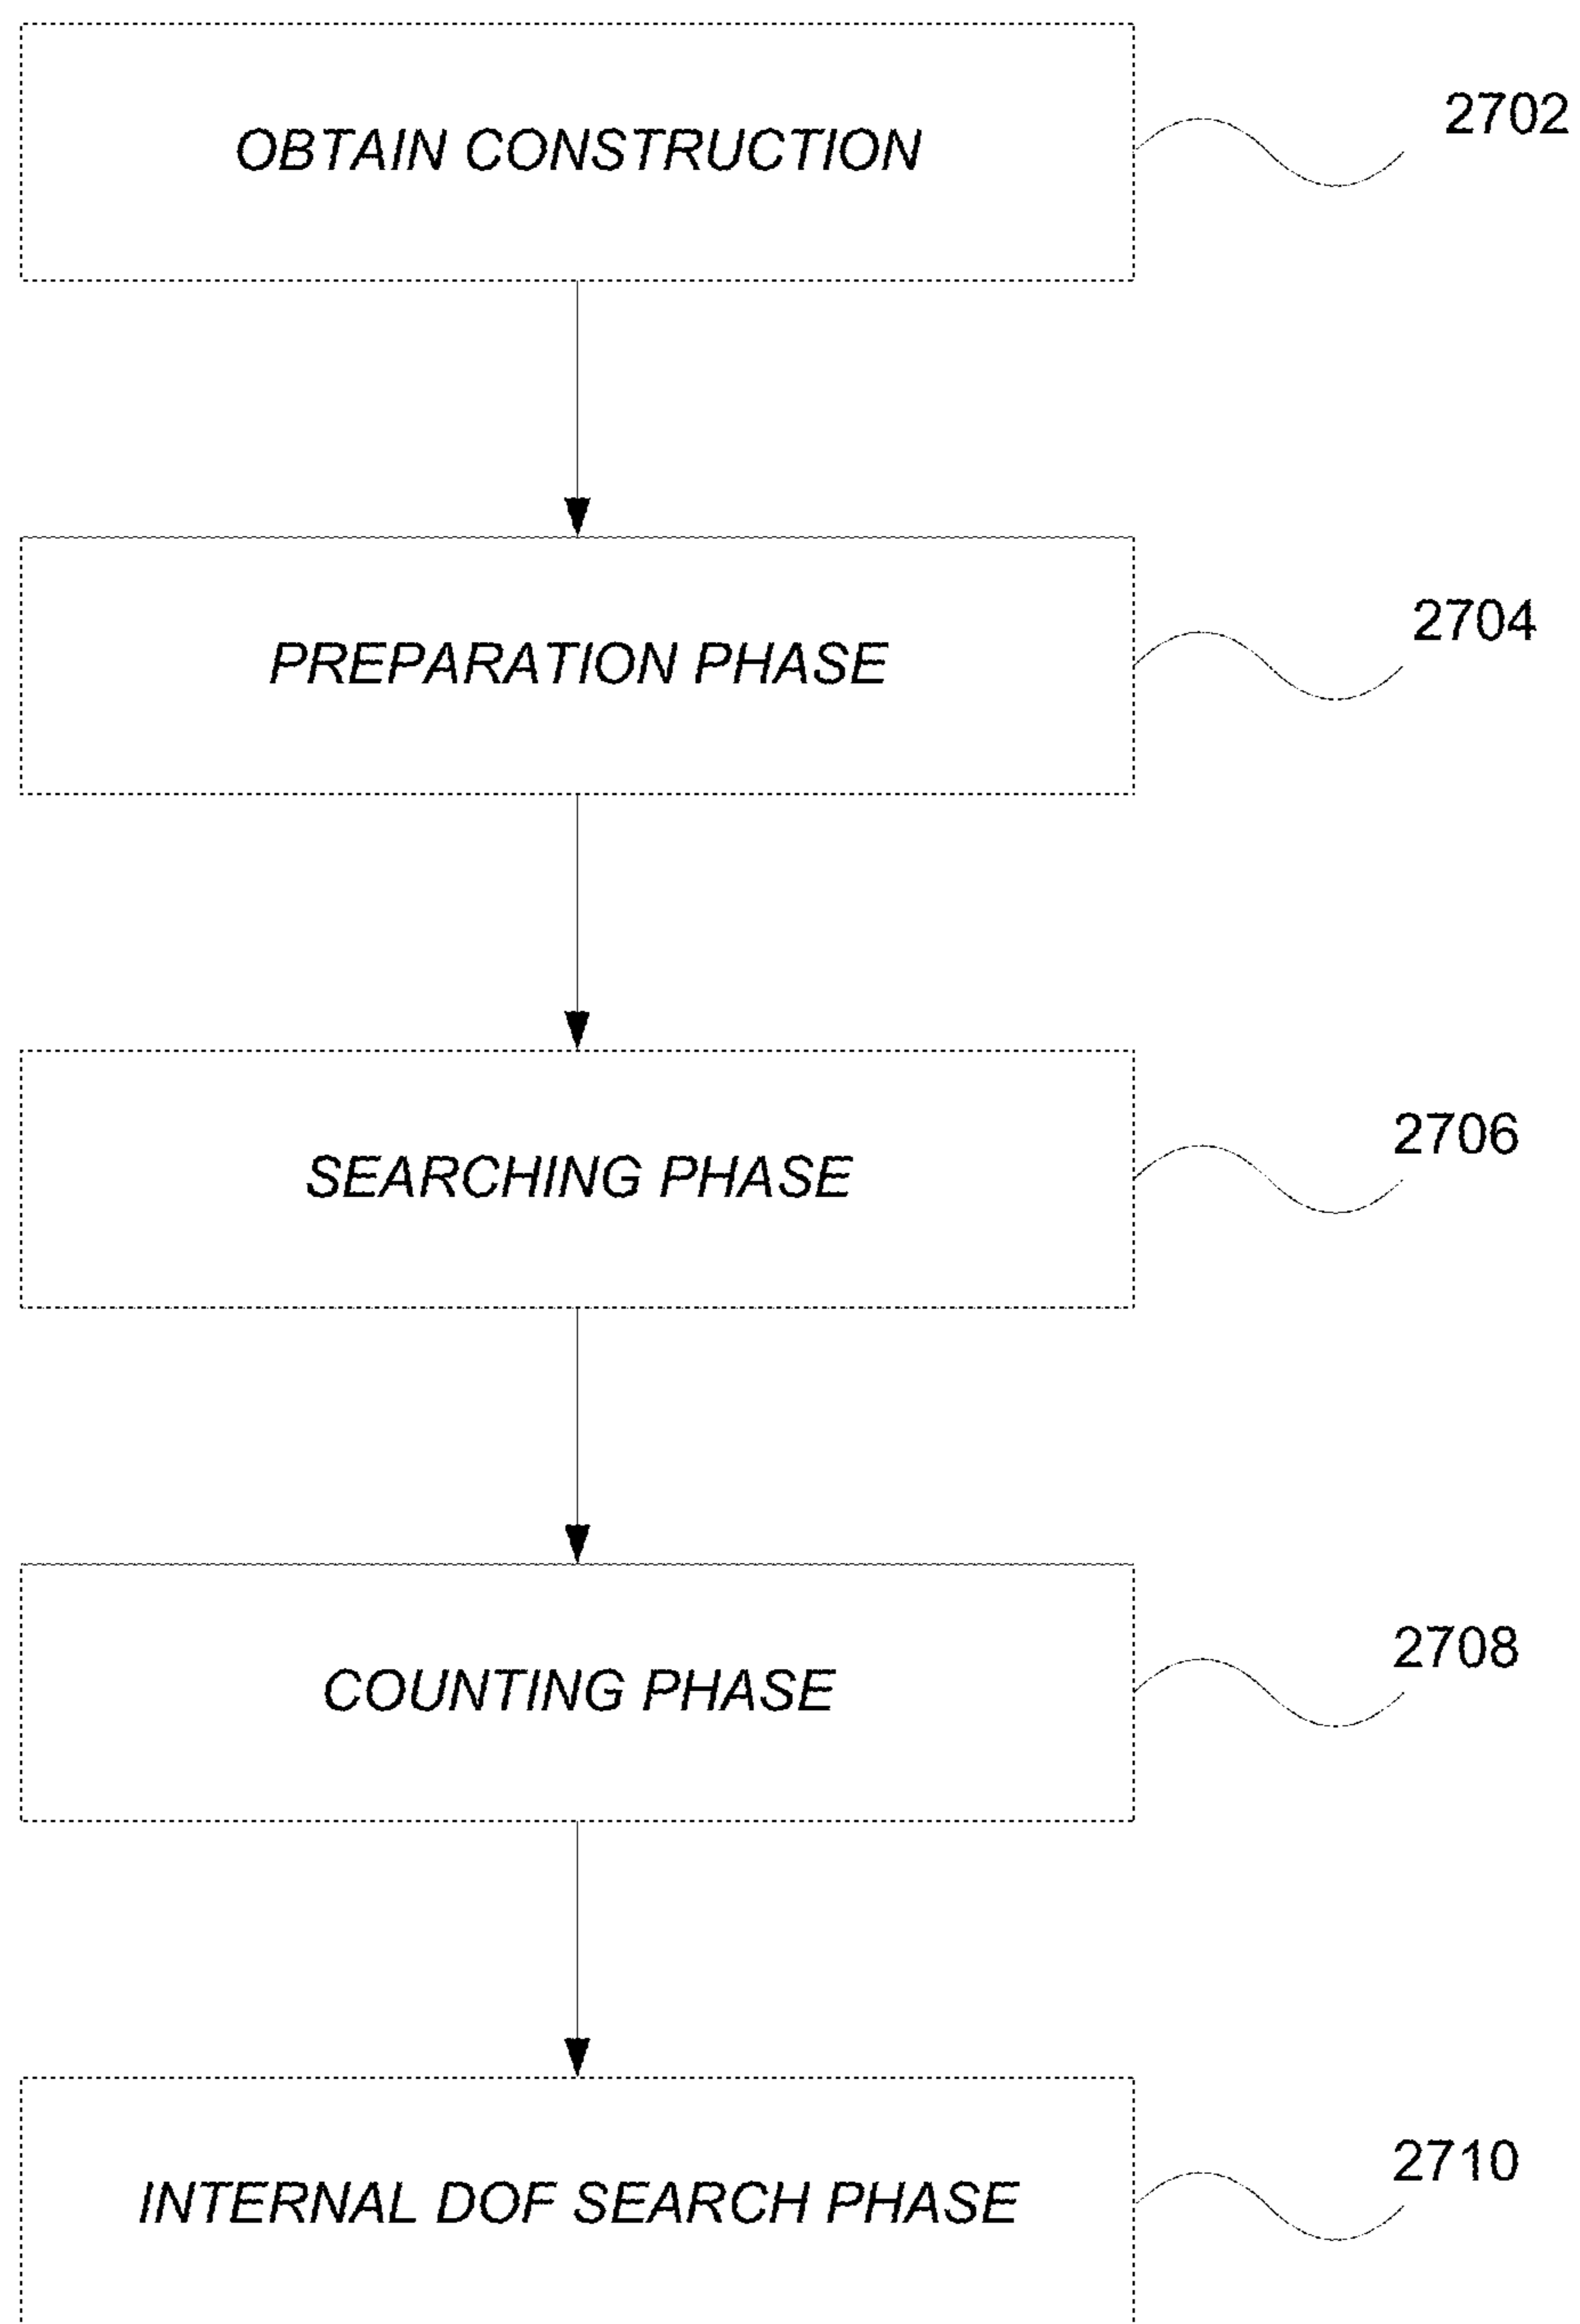 OBTAIN CONSTRUCTION
2702
PREPARATION PHASE
2704
SEARCHING PHASE
2706
COUNTING PHASE
2708
INTERNAL DOF SEARCH PHASE
2710